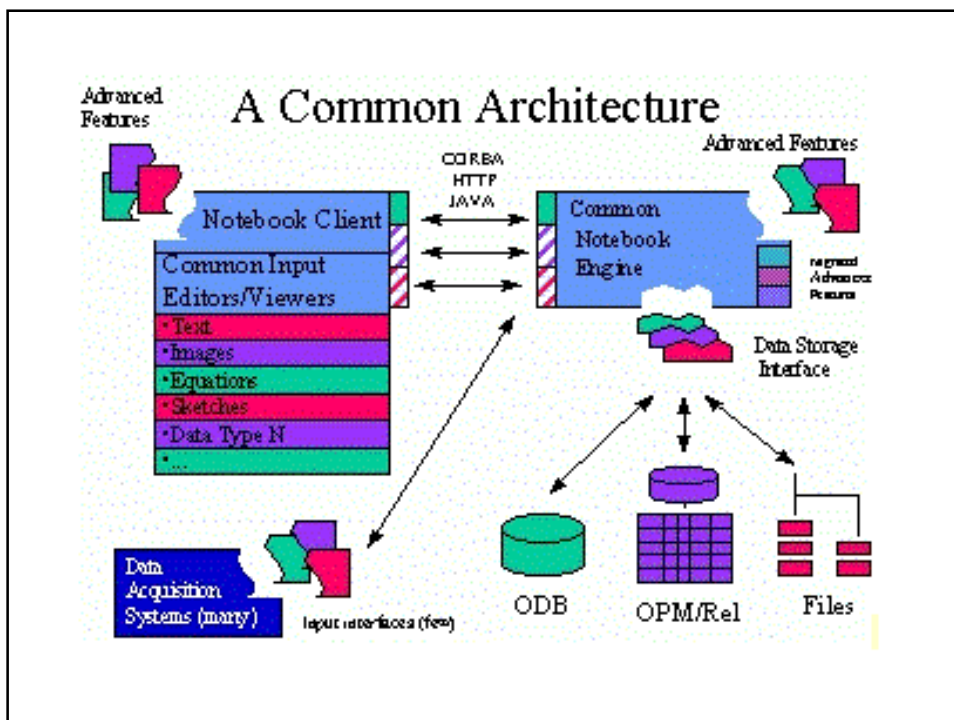 A Common Architecture
Advanced
Features
Advanced Features
CORBA
HTTP
JAVA
Notebook Client
Common Input
Editors/Viewers
·Text
·Images
·Equations
·Sketches
·Data Type N
·...
Common
Notebook
Engine
Advanced
Features
Data Storage
Interface
Data
Acquisition
Systems (many)
Input interfaces (few)
ODB
OPM/Rel
Files